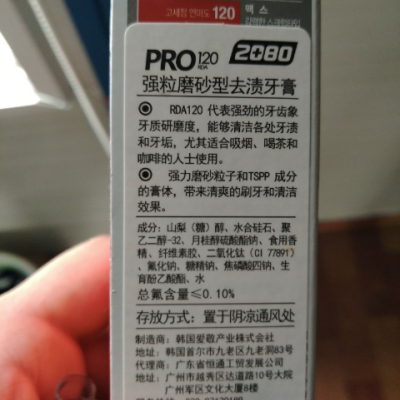 고세정 연마도 120
맥스
PRO120
RDA
2080
强粒磨砂型去渍牙膏
RDA120 代表强劲的牙齿象
牙质研磨度，能够清洁各处牙渍
和牙垢，尤其适合吸烟、喝茶和
咖啡的人士使用。
强力磨砂粒子和TSPP 成分
的膏体，带来清爽的刷牙和清洁
效果。
成分：山梨（糖）醇、水合硅石、聚
乙二醇-32、月桂醇硫酸酯钠、食用香
精、纤维素胶、二氧化钛（CI 77891）
、氟化钠、糖精钠、焦磷酸四钠、生
育酚乙酸酯、水
总氟含量≤0.10%
存放方式：置于阴凉通风处
制造商：韩国爱敬产业株式会社
地址：韩国首尔市九老区九老洞83号
代理商：广东省恒通工贸发展公司
地址：广州市越秀区达道路10号大院
广州军区文化大厦8楼